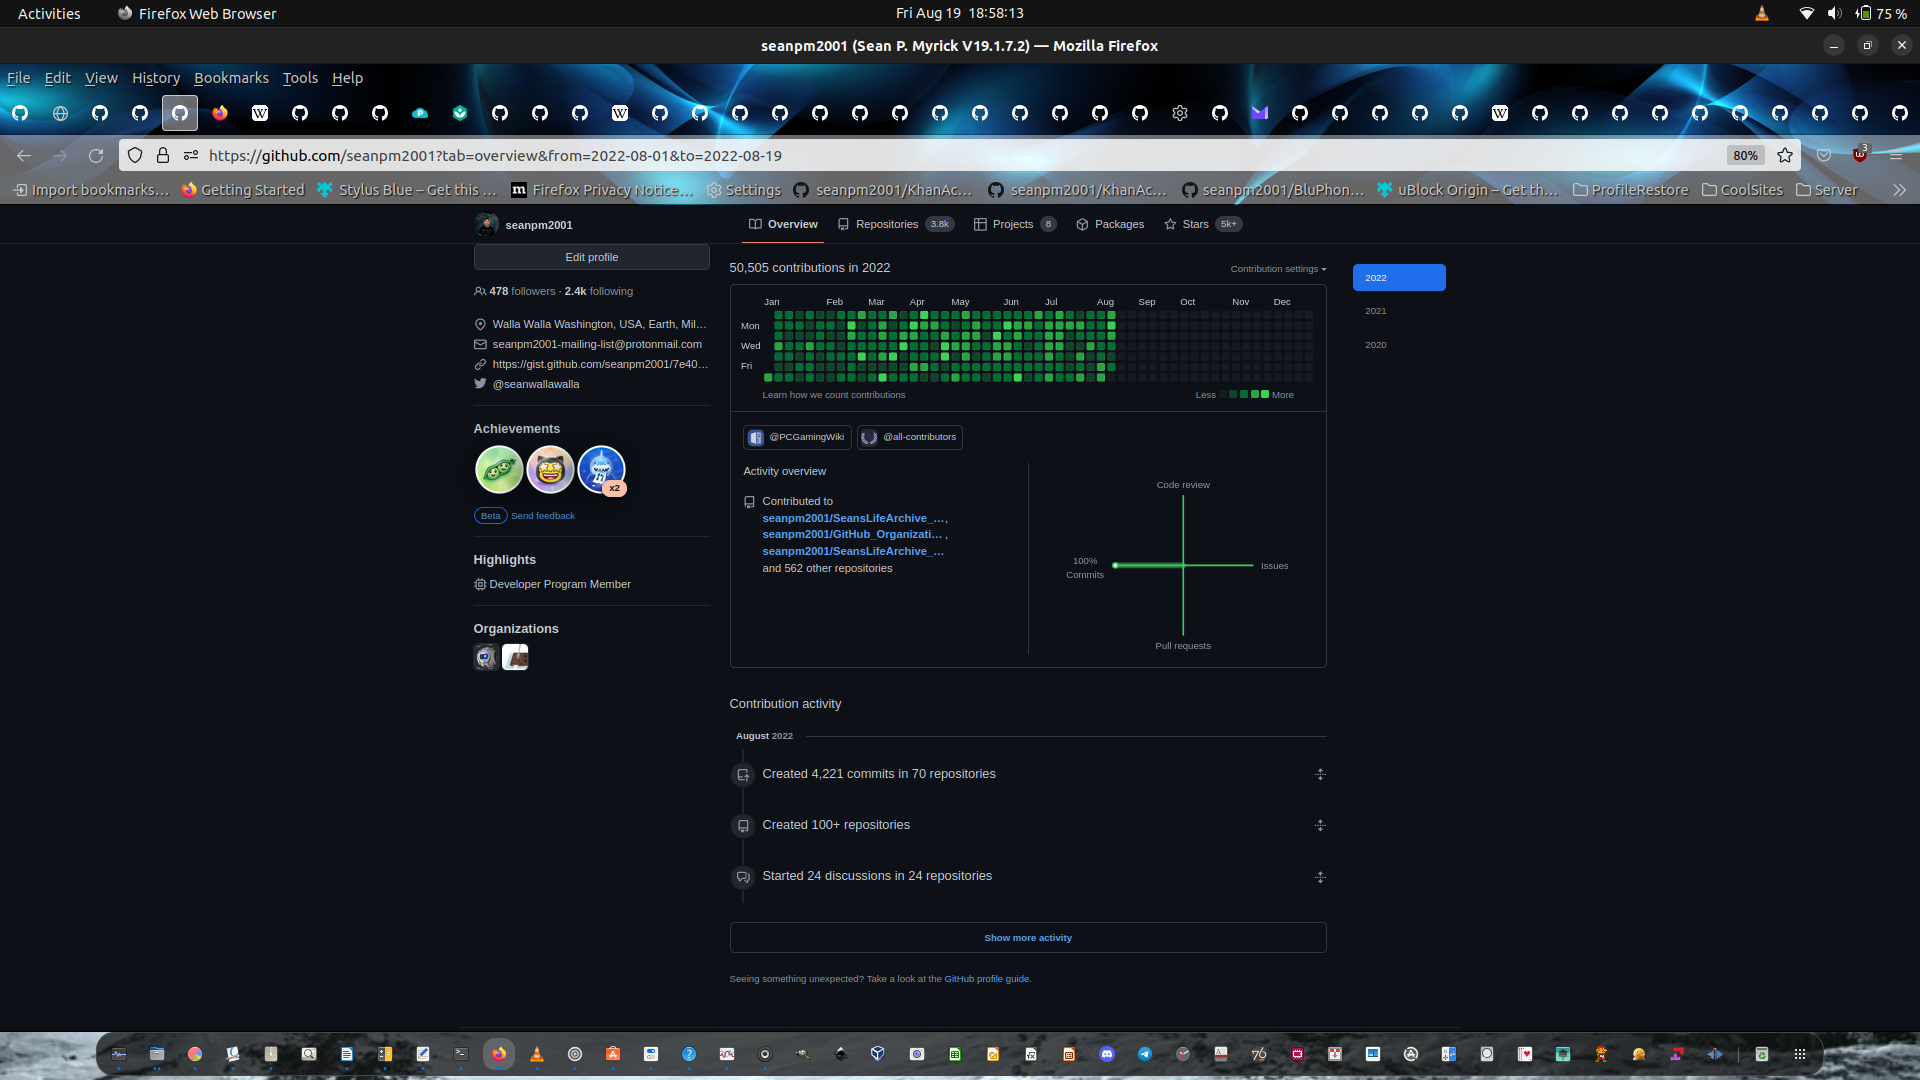 Activities Firefox Web Browser Fri Aug 19 18:58:13 75 %
seanpm2001 (Sean P. Myrick V19.1.7.2) — Mozilla Firefox
File Edit View History Bookmarks Tools Help
https://github.com/seanpm2001?tab=overview&from=2022-08-01&to=2022-08-19 80% 3
Import bookmarks… Getting Started Stylus Blue – Get this … Firefox Privacy Notice… Settings seanpm2001/KhanAc… seanpm2001/KhanAc… seanpm2001/BluPhon… uBlock Origin – Get th… ProfileRestore CoolSites Server
seanpm2001 Overview Repositories 3.8k Projects 8 Packages Stars 5k+
Edit profile
478 followers · 2.4k following
Walla Walla Washington, USA, Earth, Mil…
seanpm2001-mailing-list@protonmail.com
https://gist.github.com/seanpm2001/7e40…
@seanwallawalla
Achievements
x2
Beta Send feedback
Highlights
Developer Program Member
Organizations
50,505 contributions in 2022
Contribution settings
2022
2021
2020
Jan Feb Mar Apr May Jun Jul Aug Sep Oct Nov Dec
Mon
Wed
Fri
Learn how we count contributions
Less More
@PCGamingWiki @all-contributors
Activity overview
Contributed to
seanpm2001/SeansLifeArchive_…,
seanpm2001/GitHub_Organizati… ,
seanpm2001/SeansLifeArchive_…
and 562 other repositories
Code review
100%
Commits
Issues
Pull requests
Contribution activity
August 2022
Created 4,221 commits in 70 repositories
Created 100+ repositories
Started 24 discussions in 24 repositories
Show more activity
Seeing something unexpected? Take a look at the GitHub profile guide.